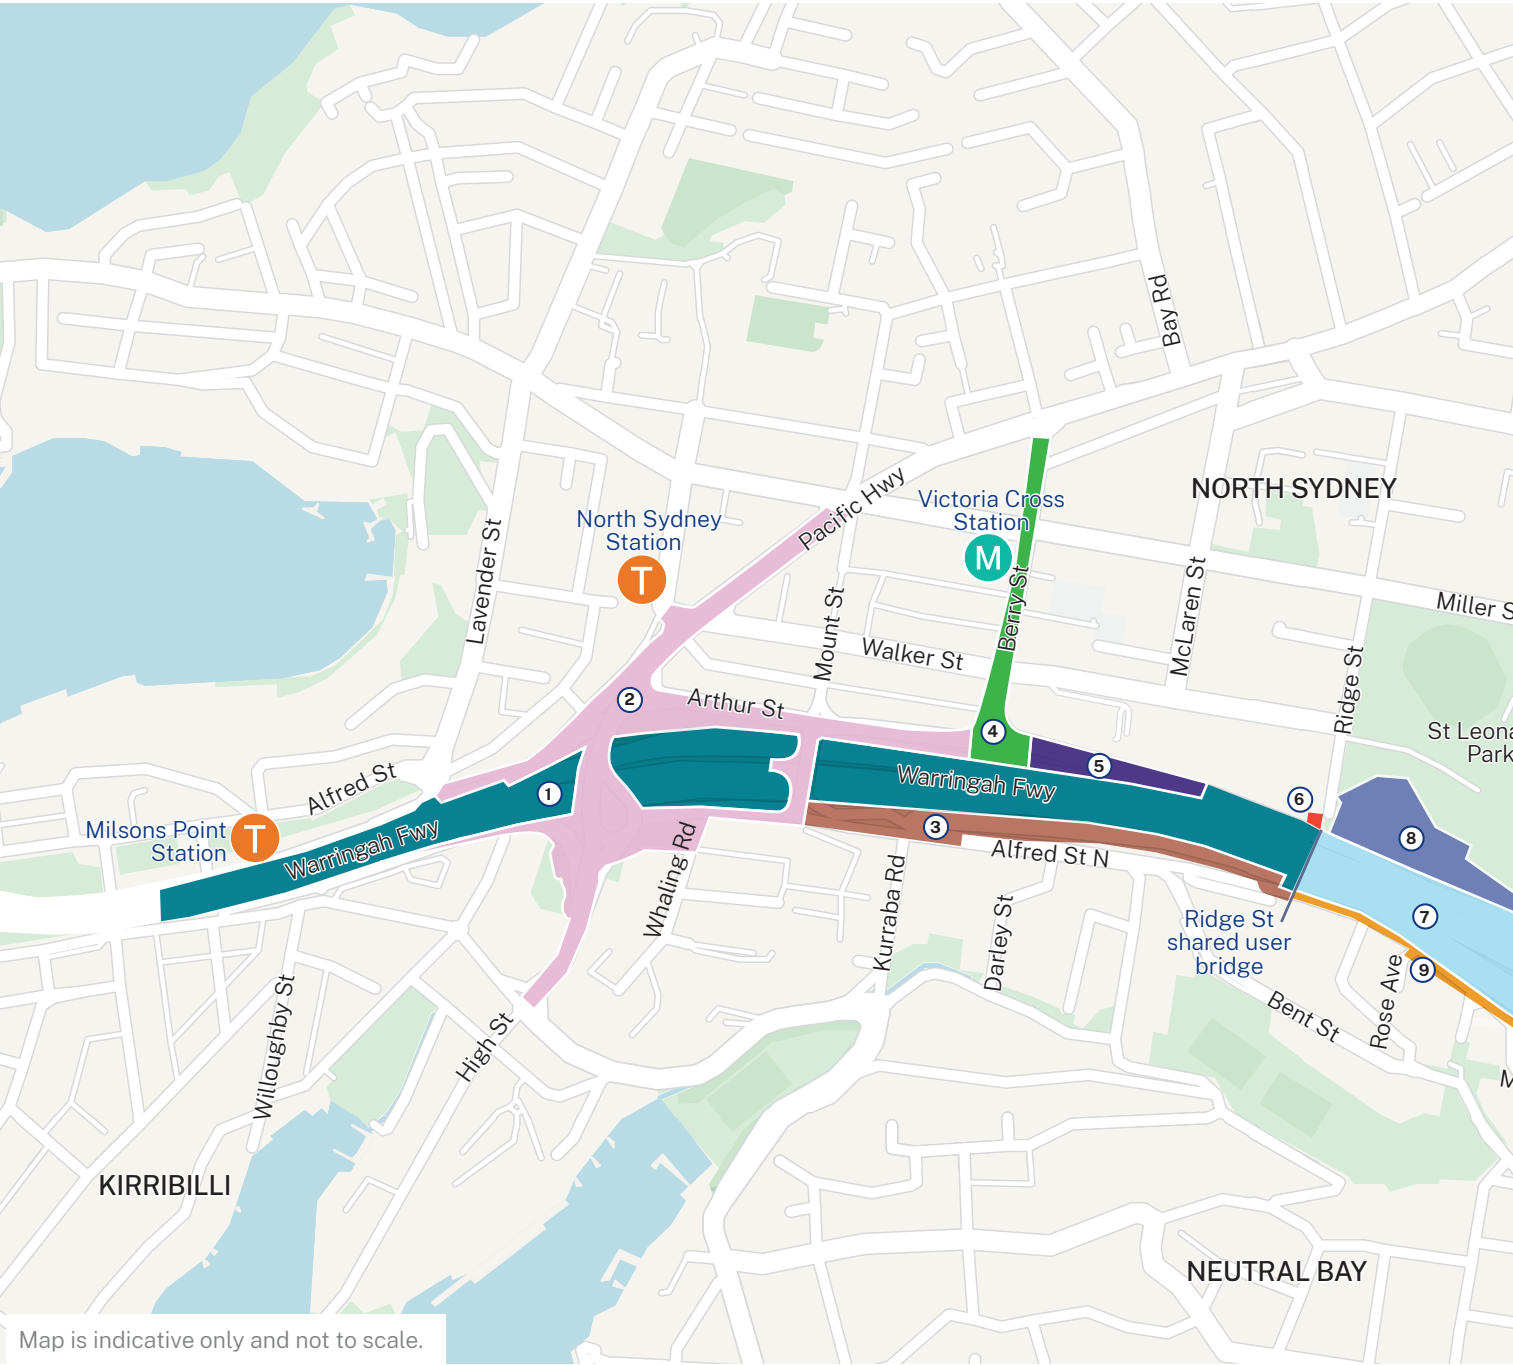 Bay Rd
NORTH SYDNEY
Pacific Hwy
Victoria Cross
Station
M
North Sydney
Station
T
Lavender St
Berry St
Mount St
McLaren St
Miller S
Walker St
Ridge St
Arthur St
St Leona
Park
1
2
3
4
5
6
7
8
9
Alfred St
Warringah Fwy
Milsons Point
Station
T
Warringah Fwy
Alfred St N
Whaling Rd
Kurraba Rd
Darley St
Ridge St
shared user
bridge
Rose Ave
Bent St
Willoughby St
High St
M
KIRRIBILLI
NEUTRAL BAY
Map is indicative only and not to scale.